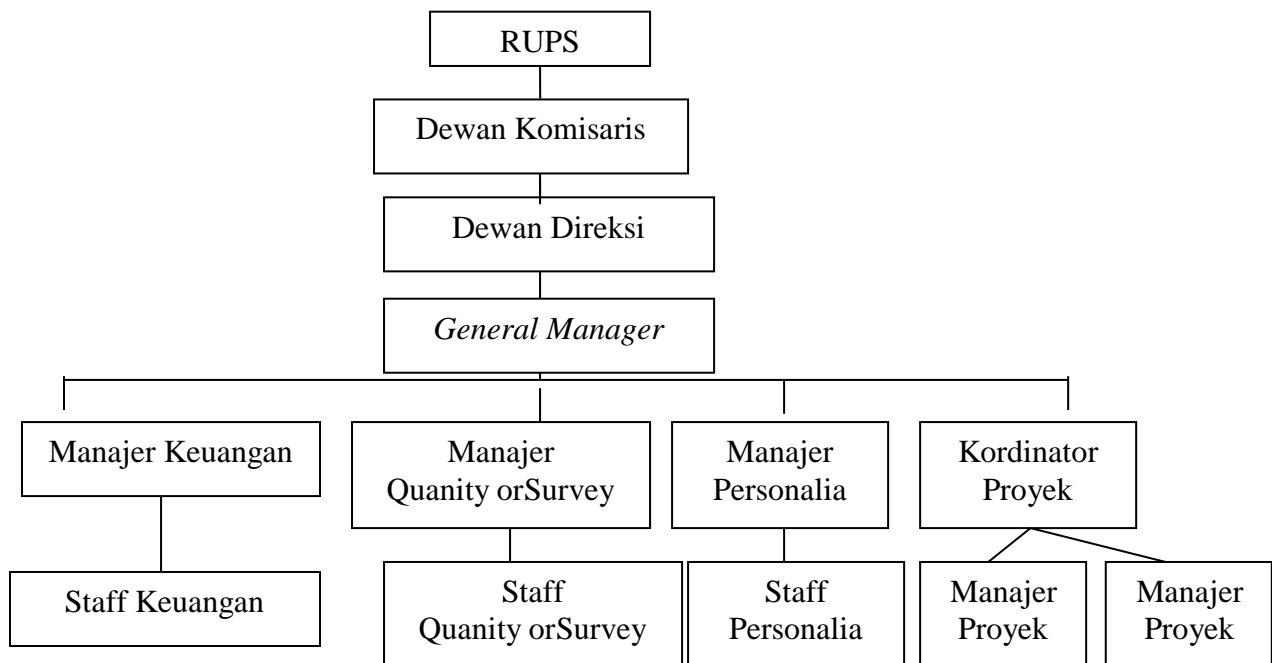 RUPS
Dewan Komisaris
Dewan Direksi
General Manager
Manajer Keuangan
Manajer
Quanity orSurvey
Manajer
Personalia
Kordinator
Proyek
Staff Keuangan
Staff
Quanity orSurvey
Staff
Personalia
Manajer
Proyek
Manajer
Proyek